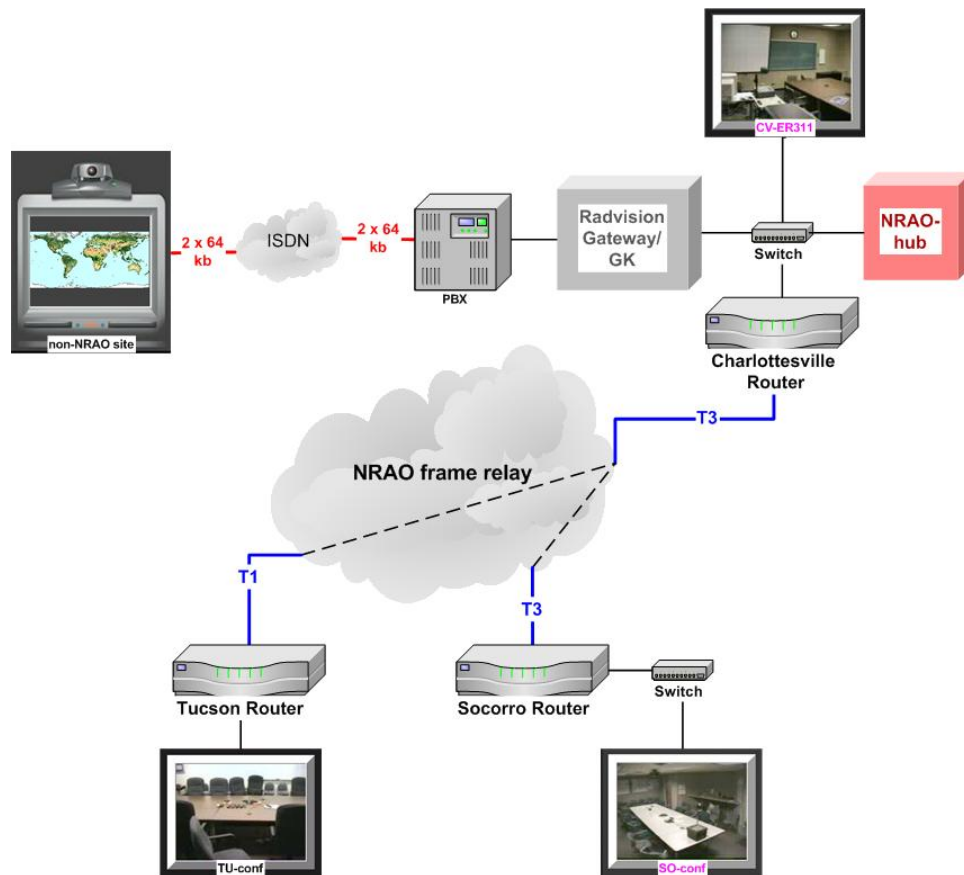 CV-ER311
2 x 64
kb
ISDN
2 x 64
kb
PBX
Radvision
Gateway/
GK
Switch
NRAO-
hub
non-NRAO site
Charlottesville
Router
T3
NRAO frame relay
T1
T3
Tucson Router
Socorro Router
Switch
TU-conf
SO-conf